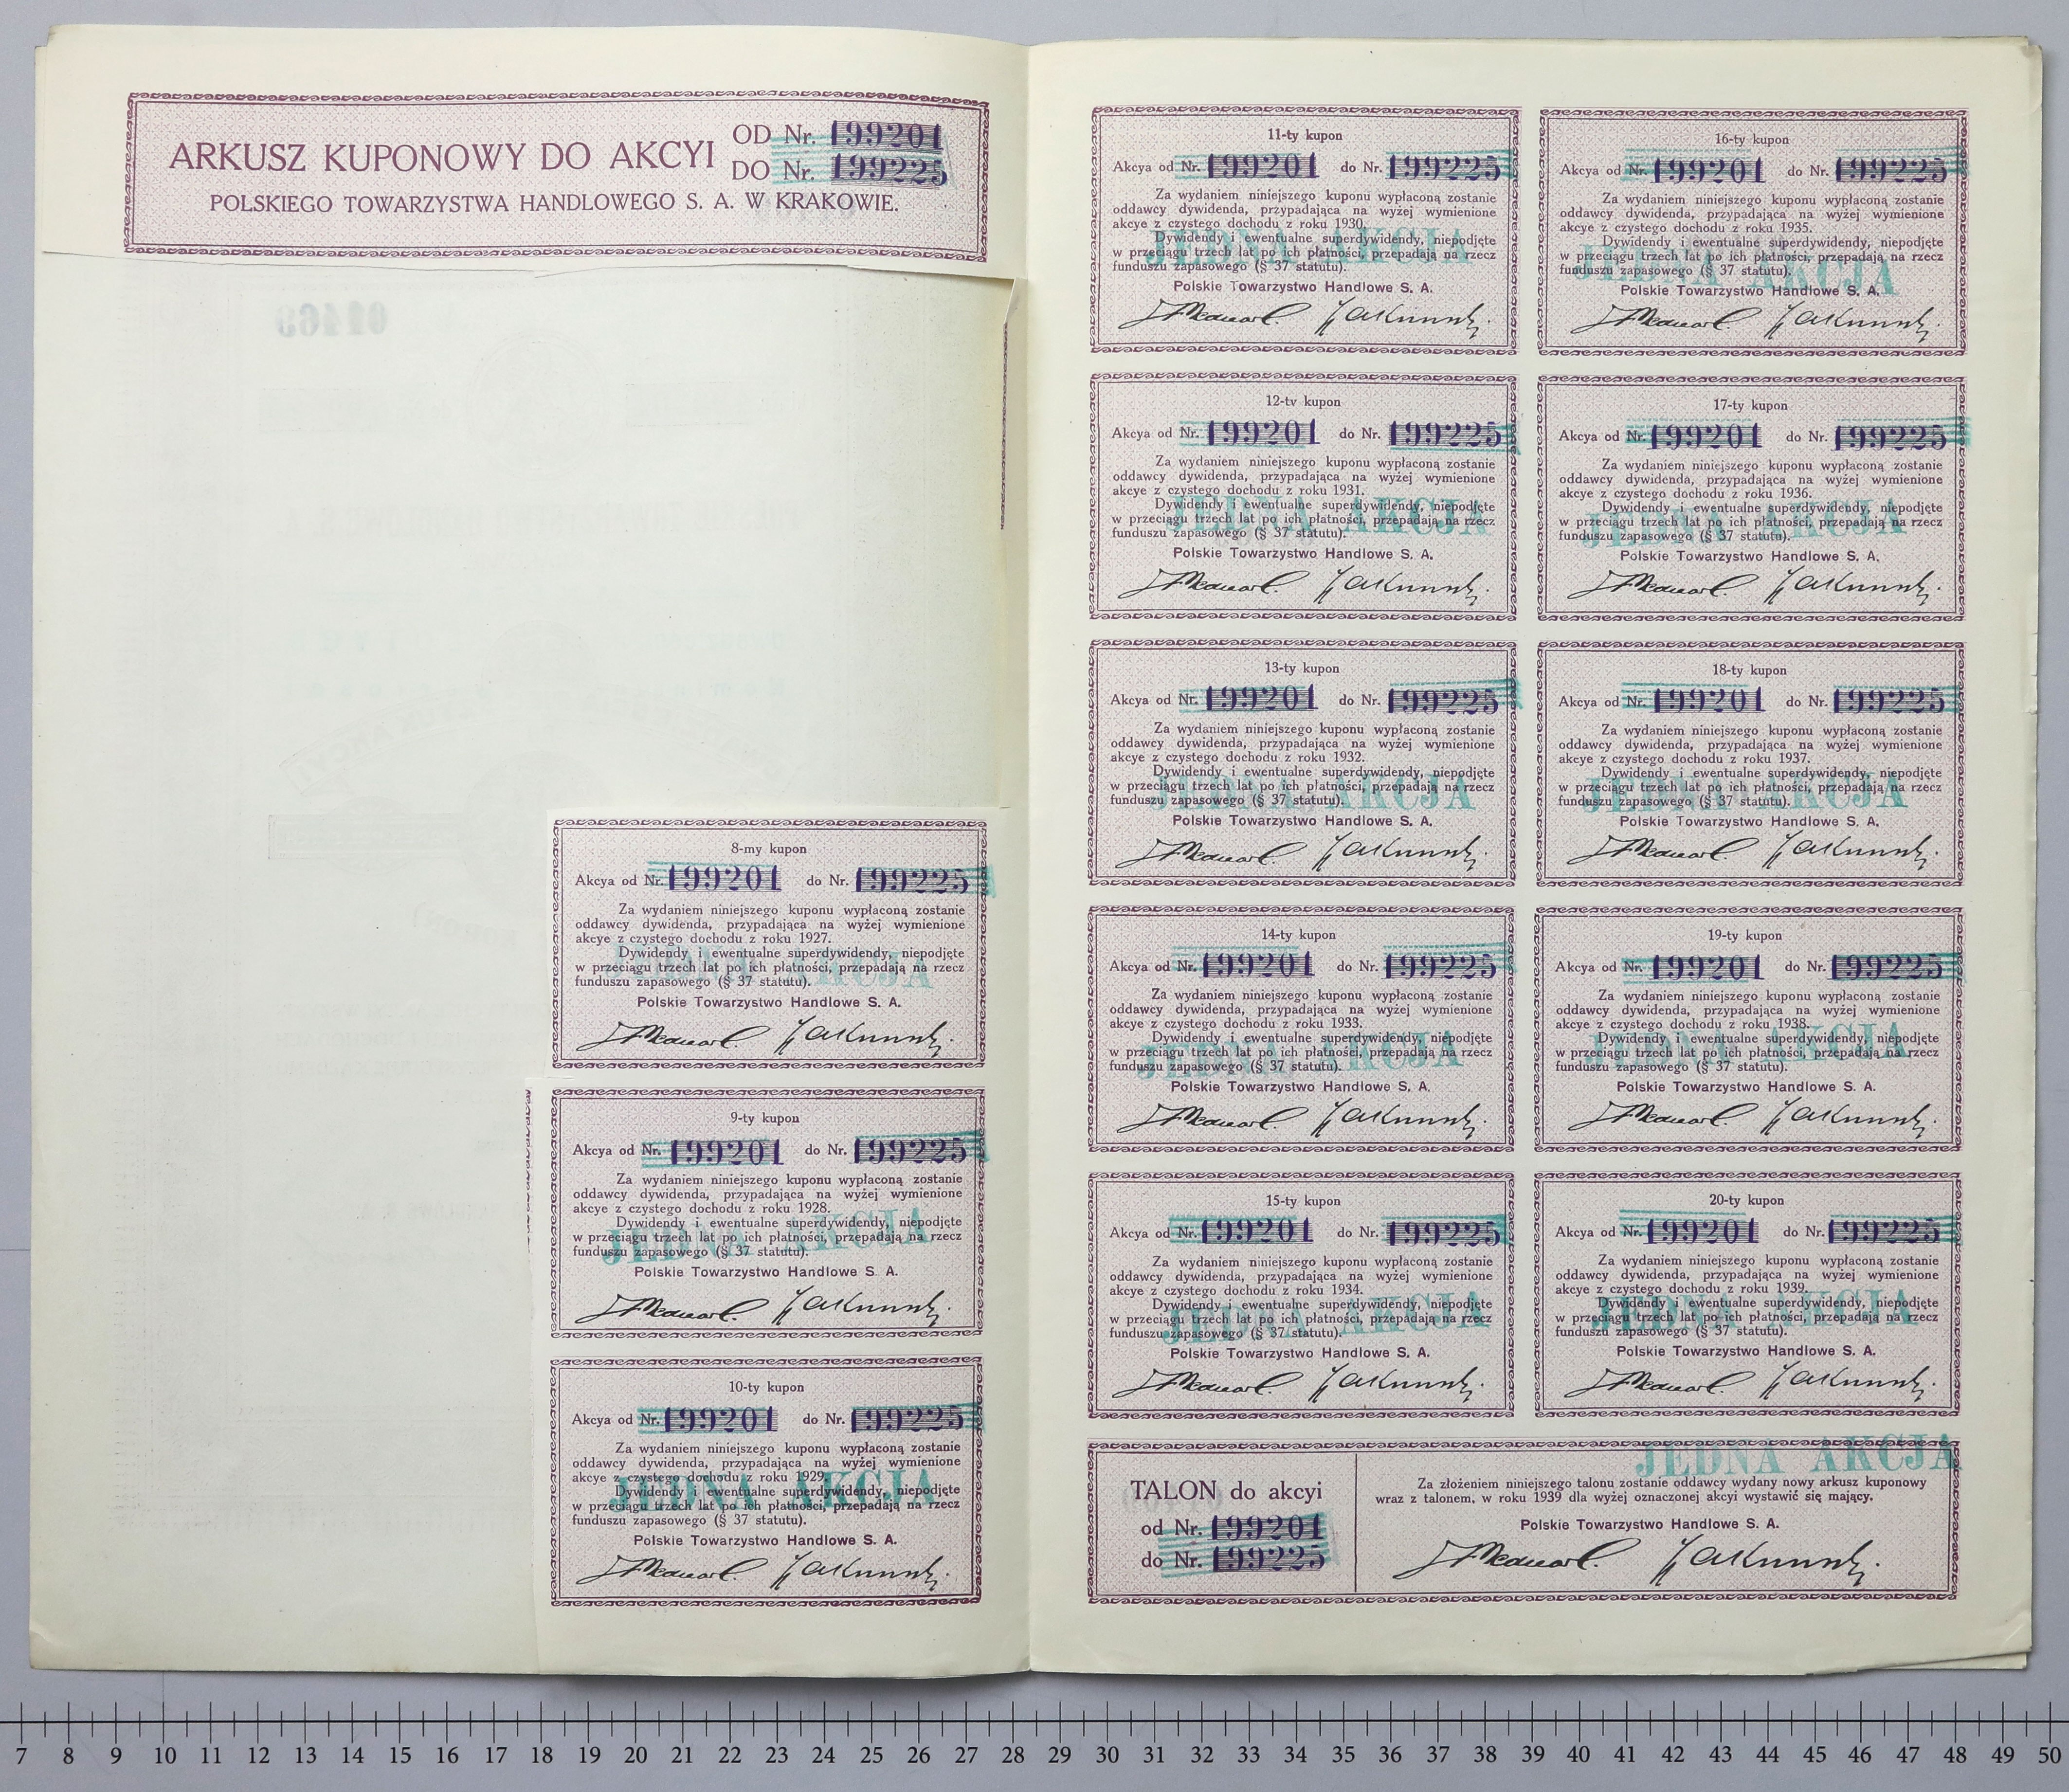 ARKUSZ KUPONOWY DO AKCYI
OD Nr. 199201
DO Nr. 199225
POLSKIEGO TOWARZYSTWA HANDLOWEGO S. A. W KRAKOWIE.
8-my kupon
Akcya od Nr. 199201 do Nr. 199225
Za wydaniem niniejszego kuponu wypłaconą zostanie
oddawcy dywidenda, przypadająca na wyżej wymienione
akcye z czystego dochodu z roku 1927.
Dywidendy i ewentualne superdywidendy, niepodjęte
w przeciągu trzech lat po ich płatności, przepadają na rzecz
funduszu zapasowego (§ 37 statutu).
JEDNA AKCJA
Polskie Towarzystwo Handlowe S. A.
9-ty kupon
Akcya od Nr. 199201 do Nr. 199225
Za wydaniem niniejszego kuponu wypłaconą zostanie
oddawcy dywidenda, przypadająca na wyżej wymienione
akcye z czystego dochodu z roku 1928.
Dywidendy i ewentualne superdywidendy, niepodjęte
w przeciągu trzech lat po ich płatności, przepadają na rzecz
funduszu zapasowego (§ 37 statutu).
JEDNA AKCJA
Polskie Towarzystwo Handlowe S. A.
10-ty kupon
Akcya od Nr. 199201 do Nr. 199225
Za wydaniem niniejszego kuponu wypłaconą zostanie
oddawcy dywidenda, przypadająca na wyżej wymienione
akcye z czystego dochodu z roku 1929.
Dywidendy i ewentualne superdywidendy, niepodjęte
w przeciągu trzech lat po ich płatności, przepadają na rzecz
funduszu zapasowego (§ 37 statutu).
JEDNA AKCJA
Polskie Towarzystwo Handlowe S. A.
11-ty kupon
Akcya od Nr. 199201 do Nr. 199225
Za wydaniem niniejszego kuponu wypłaconą zostanie
oddawcy dywidenda, przypadająca na wyżej wymienione
akcye z czystego dochodu z roku 1930.
Dywidendy i ewentualne superdywidendy, niepodjęte
w przeciągu trzech lat po ich płatności, przepadają na rzecz
funduszu zapasowego (§ 37 statutu).
JEDNA AKCJA
Polskie Towarzystwo Handlowe S. A.
12-ty kupon
Akcya od Nr. 199201 do Nr. 199225
Za wydaniem niniejszego kuponu wypłaconą zostanie
oddawcy dywidenda, przypadająca na wyżej wymienione
akcye z czystego dochodu z roku 1931.
Dywidendy i ewentualne superdywidendy, niepodjęte
w przeciągu trzech lat po ich płatności, przepadają na rzecz
funduszu zapasowego (§ 37 statutu).
JEDNA AKCJA
Polskie Towarzystwo Handlowe S. A.
13-ty kupon
Akcya od Nr. 199201 do Nr. 199225
Za wydaniem niniejszego kuponu wypłaconą zostanie
oddawcy dywidenda, przypadająca na wyżej wymienione
akcye z czystego dochodu z roku 1932.
Dywidendy i ewentualne superdywidendy, niepodjęte
w przeciągu trzech lat po ich płatności, przepadają na rzecz
funduszu zapasowego (§ 37 statutu).
JEDNA AKCJA
Polskie Towarzystwo Handlowe S. A.
14-ty kupon
Akcya od Nr. 199201 do Nr. 199225
Za wydaniem niniejszego kuponu wypłaconą zostanie
oddawcy dywidenda, przypadająca na wyżej wymienione
akcye z czystego dochodu z roku 1933.
Dywidendy i ewentualne superdywidendy, niepodjęte
w przeciągu trzech lat po ich płatności, przepadają na rzecz
funduszu zapasowego (§ 37 statutu).
JEDNA AKCJA
Polskie Towarzystwo Handlowe S. A.
15-ty kupon
Akcya od Nr. 199201 do Nr. 199225
Za wydaniem niniejszego kuponu wypłaconą zostanie
oddawcy dywidenda, przypadająca na wyżej wymienione
akcye z czystego dochodu z roku 1934.
Dywidendy i ewentualne superdywidendy, niepodjęte
w przeciągu trzech lat po ich płatności, przepadają na rzecz
funduszu zapasowego (§ 37 statutu).
JEDNA AKCJA
Polskie Towarzystwo Handlowe S. A.
16-ty kupon
Akcya od Nr. 199201 do Nr. 199225
Za wydaniem niniejszego kuponu wypłaconą zostanie
oddawcy dywidenda, przypadająca na wyżej wymienione
akcye z czystego dochodu z roku 1935.
Dywidendy i ewentualne superdywidendy, niepodjęte
w przeciągu trzech lat po ich płatności, przepadają na rzecz
funduszu zapasowego (§ 37 statutu).
JEDNA AKCJA
Polskie Towarzystwo Handlowe S. A.
17-ty kupon
Akcya od Nr. 199201 do Nr. 199225
Za wydaniem niniejszego kuponu wypłaconą zostanie
oddawcy dywidenda, przypadająca na wyżej wymienione
akcye z czystego dochodu z roku 1936.
Dywidendy i ewentualne superdywidendy, niepodjęte
w przeciągu trzech lat po ich płatności, przepadają na rzecz
funduszu zapasowego (§ 37 statutu).
JEDNA AKCJA
Polskie Towarzystwo Handlowe S. A.
18-ty kupon
Akcya od Nr. 199201 do Nr. 199225
Za wydaniem niniejszego kuponu wypłaconą zostanie
oddawcy dywidenda, przypadająca na wyżej wymienione
akcye z czystego dochodu z roku 1937.
Dywidendy i ewentualne superdywidendy, niepodjęte
w przeciągu trzech lat po ich płatności, przepadają na rzecz
funduszu zapasowego (§ 37 statutu).
JEDNA AKCJA
Polskie Towarzystwo Handlowe S. A.
19-ty kupon
Akcya od Nr. 199201 do Nr. 199225
Za wydaniem niniejszego kuponu wypłaconą zostanie
oddawcy dywidenda, przypadająca na wyżej wymienione
akcye z czystego dochodu z roku 1938.
Dywidendy i ewentualne superdywidendy, niepodjęte
w przeciągu trzech lat po ich płatności, przepadają na rzecz
funduszu zapasowego (§ 37 statutu).
JEDNA AKCJA
Polskie Towarzystwo Handlowe S. A.
20-ty kupon
Akcya od Nr. 199201 do Nr. 199225
Za wydaniem niniejszego kuponu wypłaconą zostanie
oddawcy dywidenda, przypadająca na wyżej wymienione
akcye z czystego dochodu z roku 1939.
Dywidendy i ewentualne superdywidendy, niepodjęte
w przeciągu trzech lat po ich płatności, przepadają na rzecz
funduszu zapasowego (§ 37 statutu).
JEDNA AKCJA
Polskie Towarzystwo Handlowe S. A.
TALON do akcyi
od Nr. 199201
do Nr. 199225
JEDNA AKCJA
Za złożeniem niniejszego talonu zostanie oddawcy wydany nowy arkusz kuponowy
wraz z talonem, w roku 1939 dla wyżej oznaczonej akcyi wystawić się mający.
Polskie Towarzystwo Handlowe S. A.
7 8 9 10 11 12 13 14 15 16 17 18 19 20 21 22 23 24 25 26 27 28 29 30 31 32 33 34 35 36 37 38 39 40 41 42 43 44 45 46 47 48 49 50